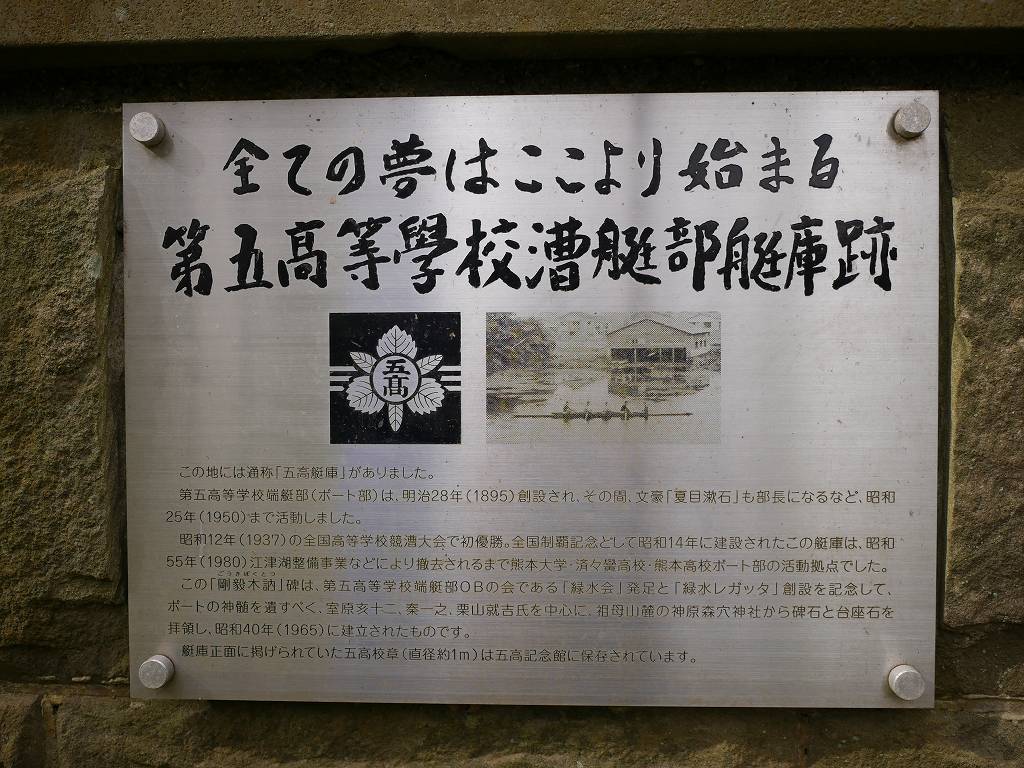 全ての夢はここより始まる
第五高等學校漕艇部艇庫跡
五高
この地には通称「五高艇庫」がありました。
第五高等学校端艇部(ボート部)は、明治28年(1895)創設され、その間、文豪「夏目漱石」も部長になるなど、昭和
25年(1950)まで活動しました。
昭和12年(1937)の全国高等学校競漕大会で初優勝。全国制覇記念として昭和14年に建設されたこの艇庫は、昭和
55年(1980)江津湖整備事業などにより撤去されるまで熊本大学・済々黌高校・熊本高校ボート部の活動拠点でした。
ごうきぼくとつ
この「剛毅木訥」碑は、第五高等学校端艇部OBの会である「緑水会」発足と「緑水レガッタ」創設を記念して、
ボートの神髄を遺すべく、室原亥十二、秦一之、栗山就吉氏を中心に、祖母山麓の神原森穴神社から碑石と台座石を
拝領し、昭和40年(1965)に建立されたものです。
艇庫正面に掲げられていた五高校章(直径約1m)は五高記念館に保存されています。